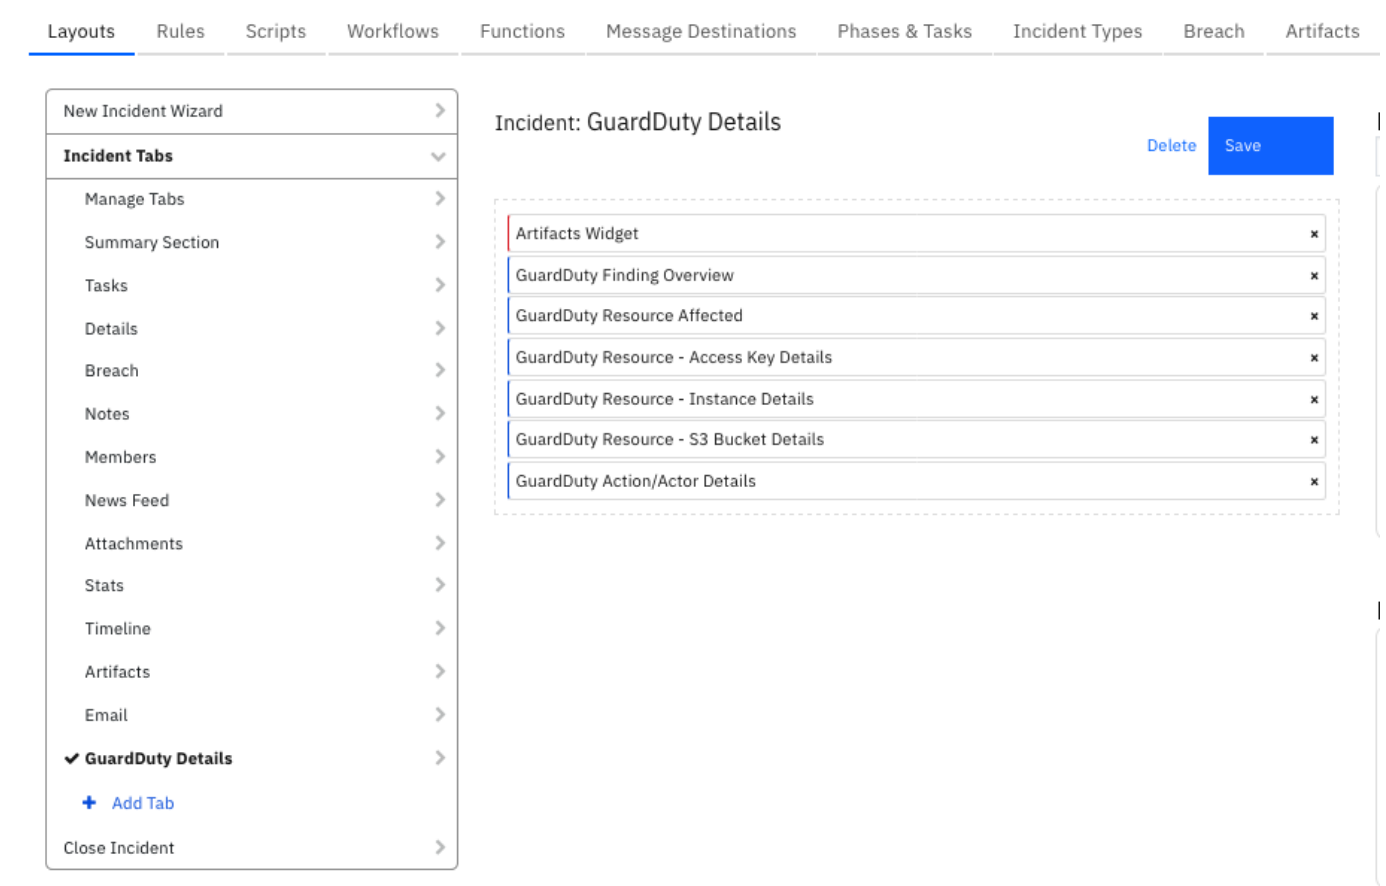 Layouts Rules Scripts Workflows Functions Message Destinations Phases & Tasks Incident Types Breach Artifacts
New Incident Wizard
Incident Tabs
Manage Tabs
Summary Section
Tasks
Details
Breach
Notes
Members
News Feed
Attachments
Stats
Timeline
Artifacts
Email
GuardDuty Details
Add Tab
Close Incident
Incident: GuardDuty Details
Delete Save
Artifacts Widget
GuardDuty Finding Overview
GuardDuty Resource Affected
GuardDuty Resource - Access Key Details
GuardDuty Resource - Instance Details
GuardDuty Resource - S3 Bucket Details
GuardDuty Action/Actor Details